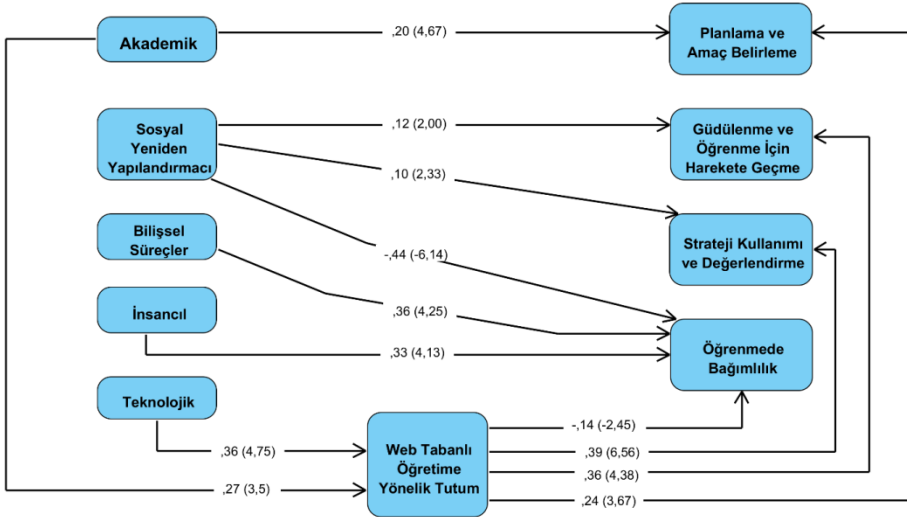 Akademik
,20 (4,67)
Planlama ve
Amaç Belirleme
Sosyal
Yeniden
Yapılandırmacı
,12 (2,00)
Güdülenme ve
Öğrenme İçin
Harekete Geçme
,10 (2,33)
Bilişsel
Süreçler
-,44 (-6,14)
Strateji Kullanımı
ve Değerlendirme
İnsancıl
,36 (4,25)
,33 (4,13)
Öğrenmede
Bağımlılık
Teknolojik
,36 (4,75)
,27 (3,5)
Web Tabanlı
Öğretime
Yönelik Tutum
-,14 (-2,45)
,39 (6,56)
,36 (4,38)
,24 (3,67)